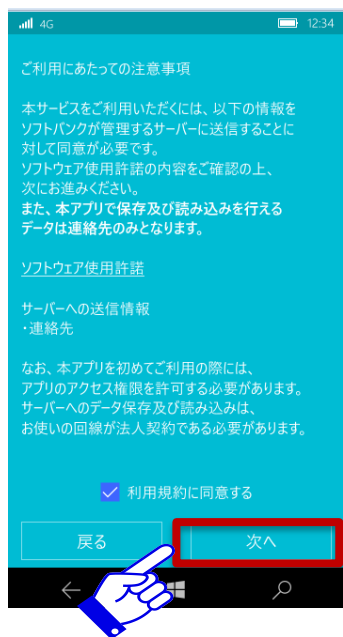 4G 12:34
ご利用にあたっての注意事項
本サービスをご利用いただくには、以下の情報を
ソフトバンクが管理するサーバーに送信することに
対して同意が必要です。
ソフトウェア使用許諾の内容をご確認の上、
次にお進みください。
また、本アプリで保存及び読み込みを行える
データは連絡先のみとなります。
ソフトウェア使用許諾
サーバーへの送信情報
・連絡先
なお、本アプリを初めてご利用の際には、
アプリのアクセス権限を許可する必要があります。
サーバーへのデータ保存及び読み込みは、
お使いの回線が法人契約である必要があります。
利用規約に同意する
戻る 次へ